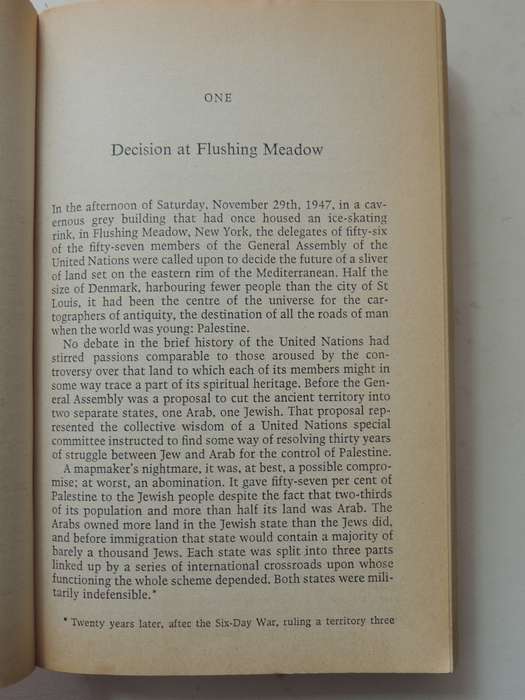 ONE
Decision at Flushing Meadow
In the afternoon of Saturday, November 29th, 1947, in a cav-
ernous grey building that had once housed an ice-skating
rink, in Flushing Meadow, New York, the delegates of fifty-six
of the fifty-seven members of the General Assembly of the
United Nations were called upon to decide the future of a sliver
of land set on the eastern rim of the Mediterranean. Half the
size of Denmark, harbouring fewer people than the city of St
Louis, it had been the centre of the universe for the car-
tographers of antiquity, the destination of all the roads of man
when the world was young: Palestine.
No debate in the brief history of the United Nations had
stirred passions comparable to those aroused by the con-
troversy over that land to which each of its members might in
some way trace a part of its spiritual heritage. Before the Gen-
eral Assembly was a proposal to cut the ancient territory into
two separate states, one Arab, one Jewish. That proposal rep-
resented the collective wisdom of a United Nations special
committee instructed to find some way of resolving thirty years
of struggle between Jew and Arab for the control of Palestine.
A mapmaker's nightmare, it was, at best, a possible compro-
mise; at worst, an abomination. It gave fifty-seven per cent of
Palestine to the Jewish people despite the fact that two-thirds
of its population and more than half its land was Arab. The
Arabs owned more land in the Jewish state than the Jews did,
and before immigration that state would contain a majority of
barely a thousand Jews. Each state was split into three parts
linked up by a series of international crossroads upon whose
functioning the whole scheme depended. Both states were mili-
tarily indefensible.*
* Twenty years later, after the Six-Day War, ruling a territory three